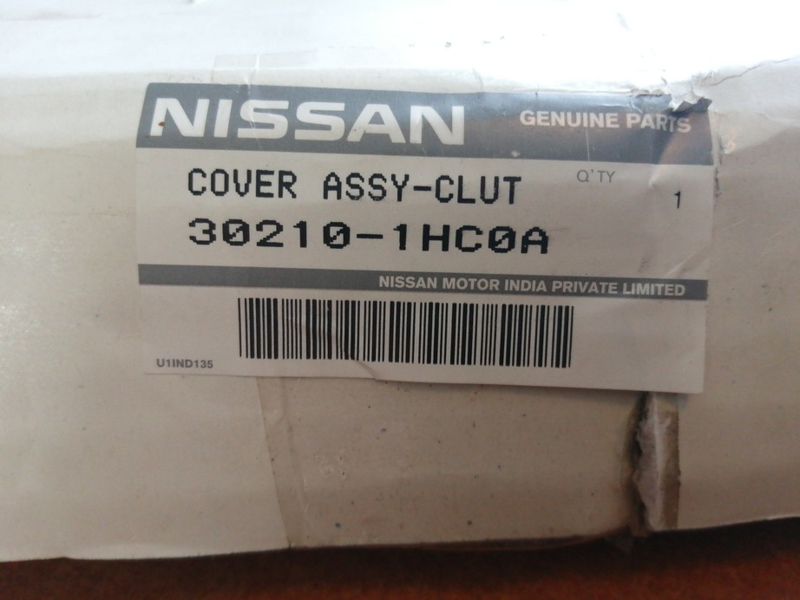 NISSAN GENUINE PARTS
COVER ASSY-CLUT Q'TY 1
30210-1HC0A
NISSAN MOTOR INDIA PRIVATE LIMITED
U1IND135